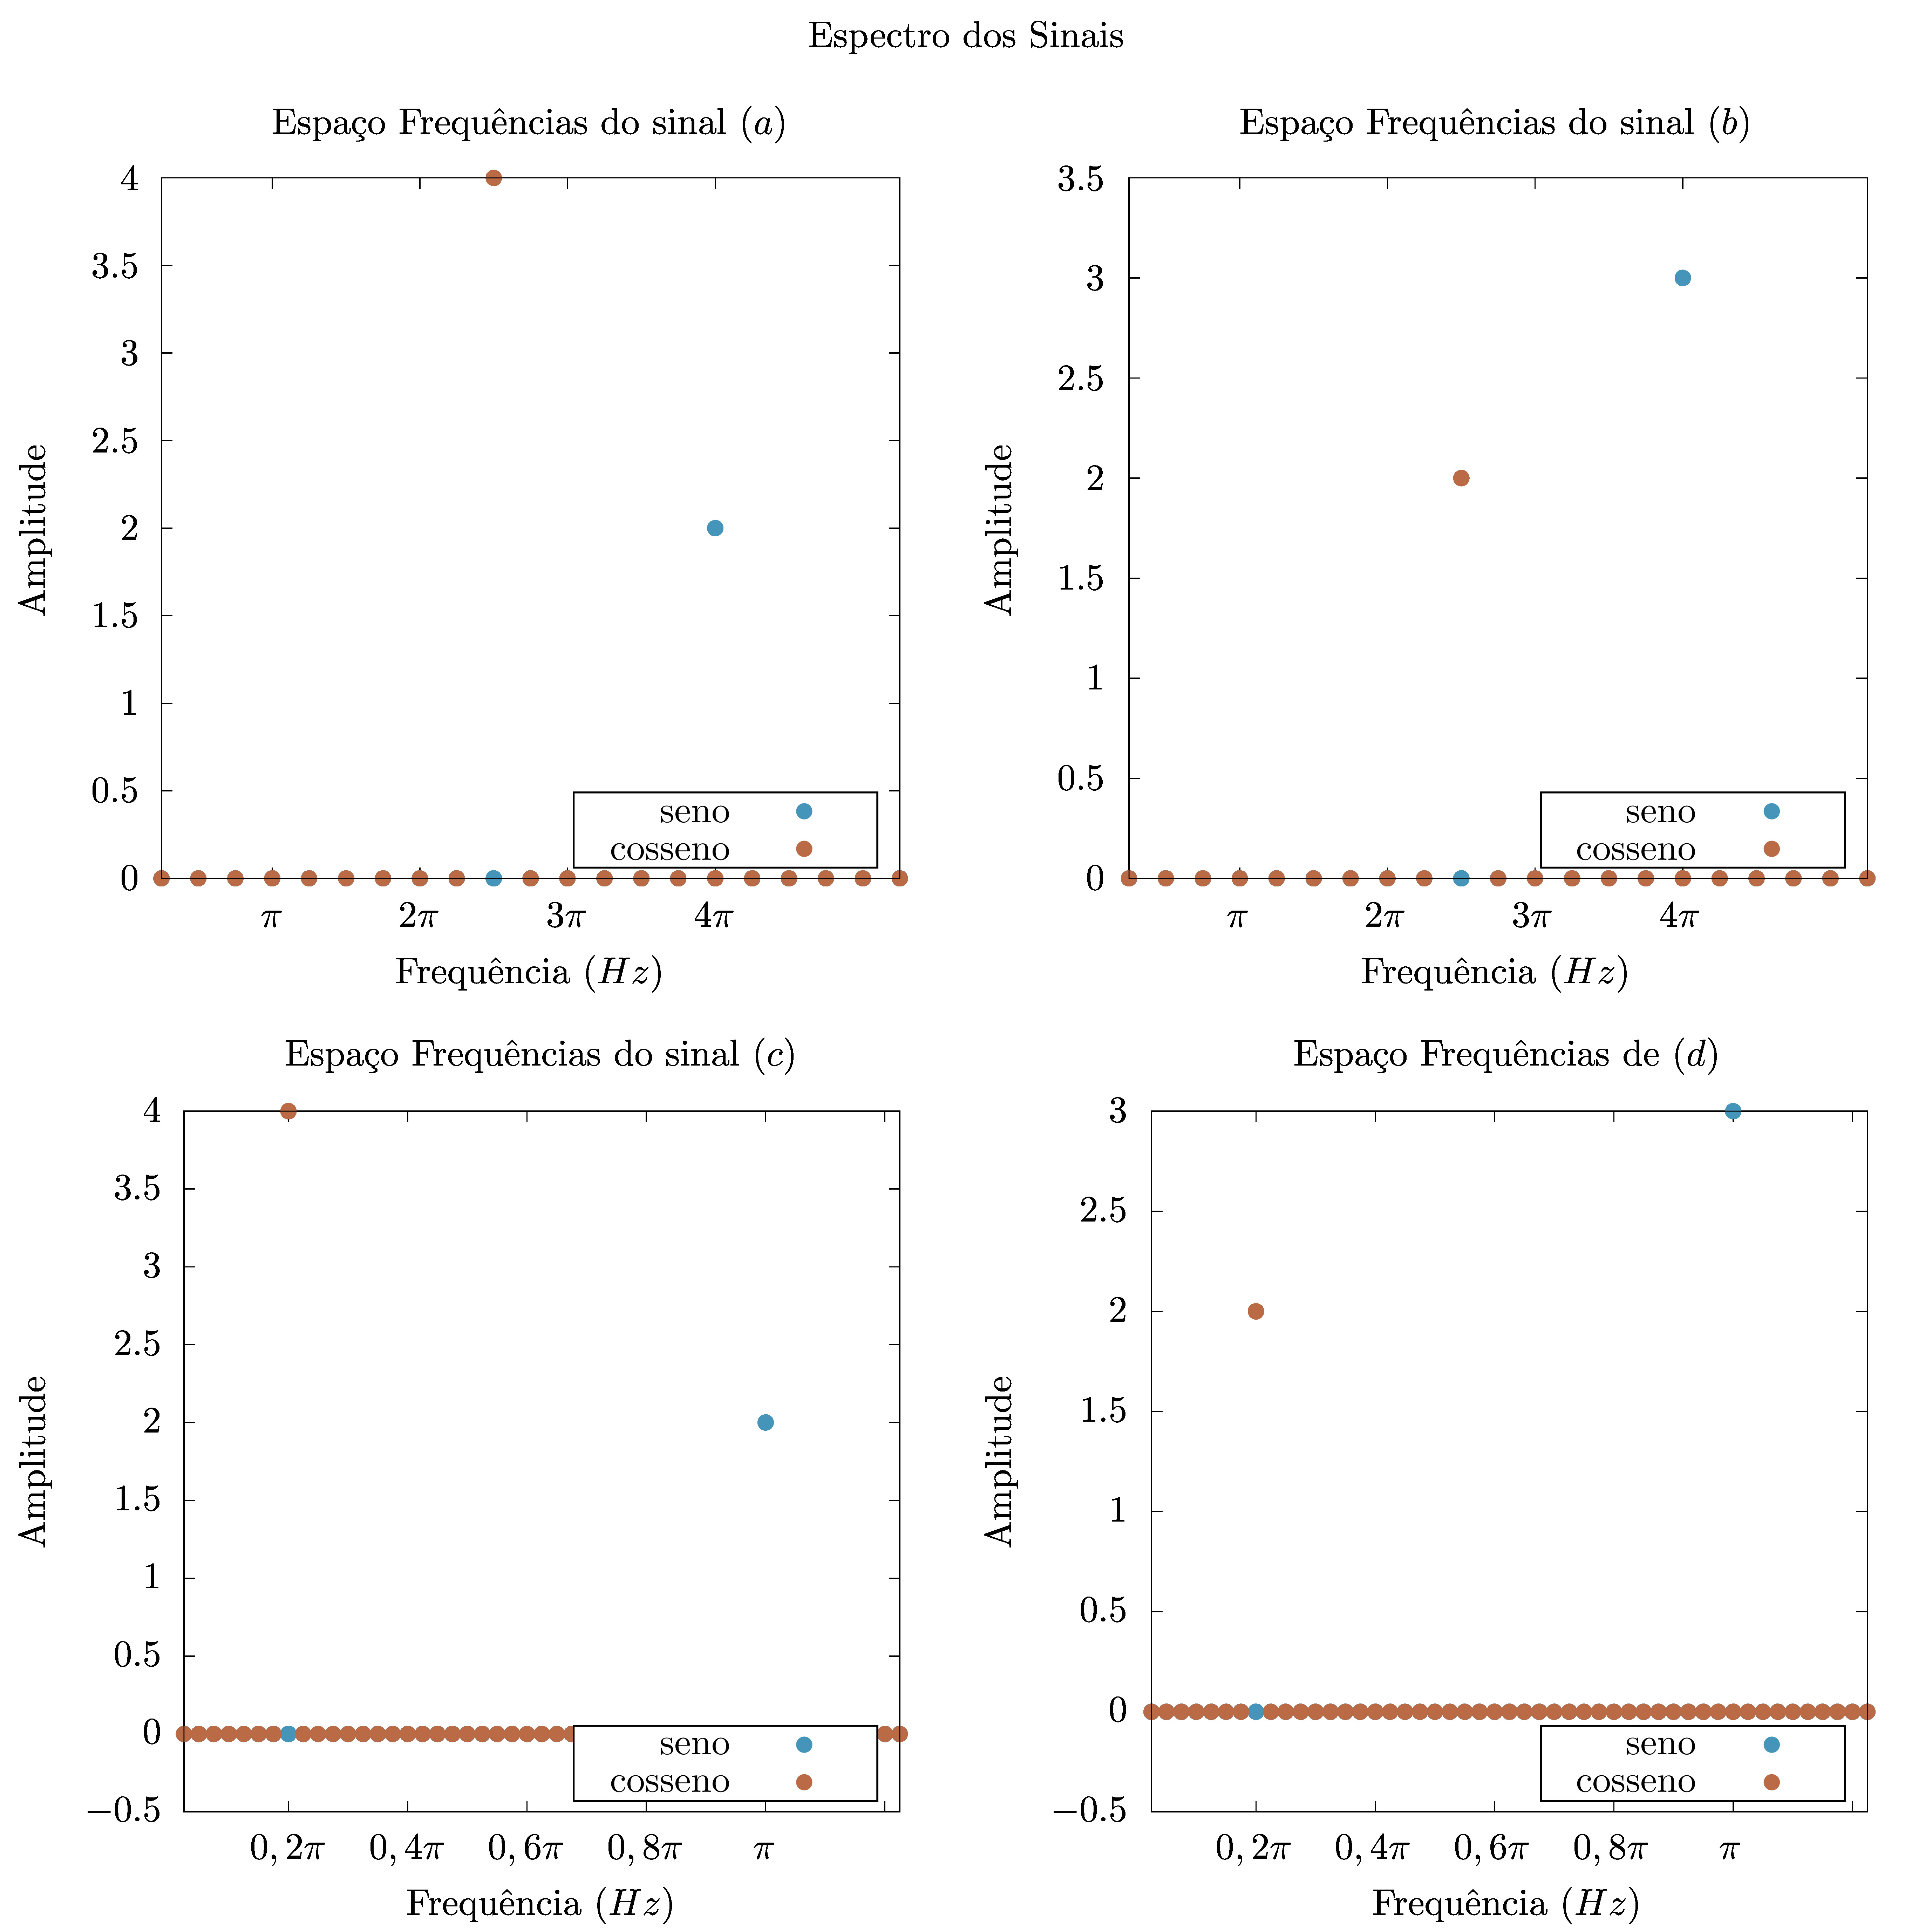 Espectro dos Sinais
Espaço Frequências do sinal (a)
4
3.5
3
2.5
2
1.5
1
0.5
0
Amplitude
seno
cosseno
π 2π 3π 4π
Frequência (Hz)
Espaço Frequências do sinal (b)
3.5
3
2.5
2
1.5
1
0.5
0
Amplitude
seno
cosseno
π 2π 3π 4π
Frequência (Hz)
Espaço Frequências do sinal (c)
4
3.5
3
2.5
2
1.5
1
0.5
0
−0.5
Amplitude
seno
cosseno
0,2π 0,4π 0,6π 0,8π π
Frequência (Hz)
Espaço Frequências de (d)
3
2.5
2
1.5
1
0.5
0
−0.5
Amplitude
seno
cosseno
0,2π 0,4π 0,6π 0,8π π
Frequência (Hz)